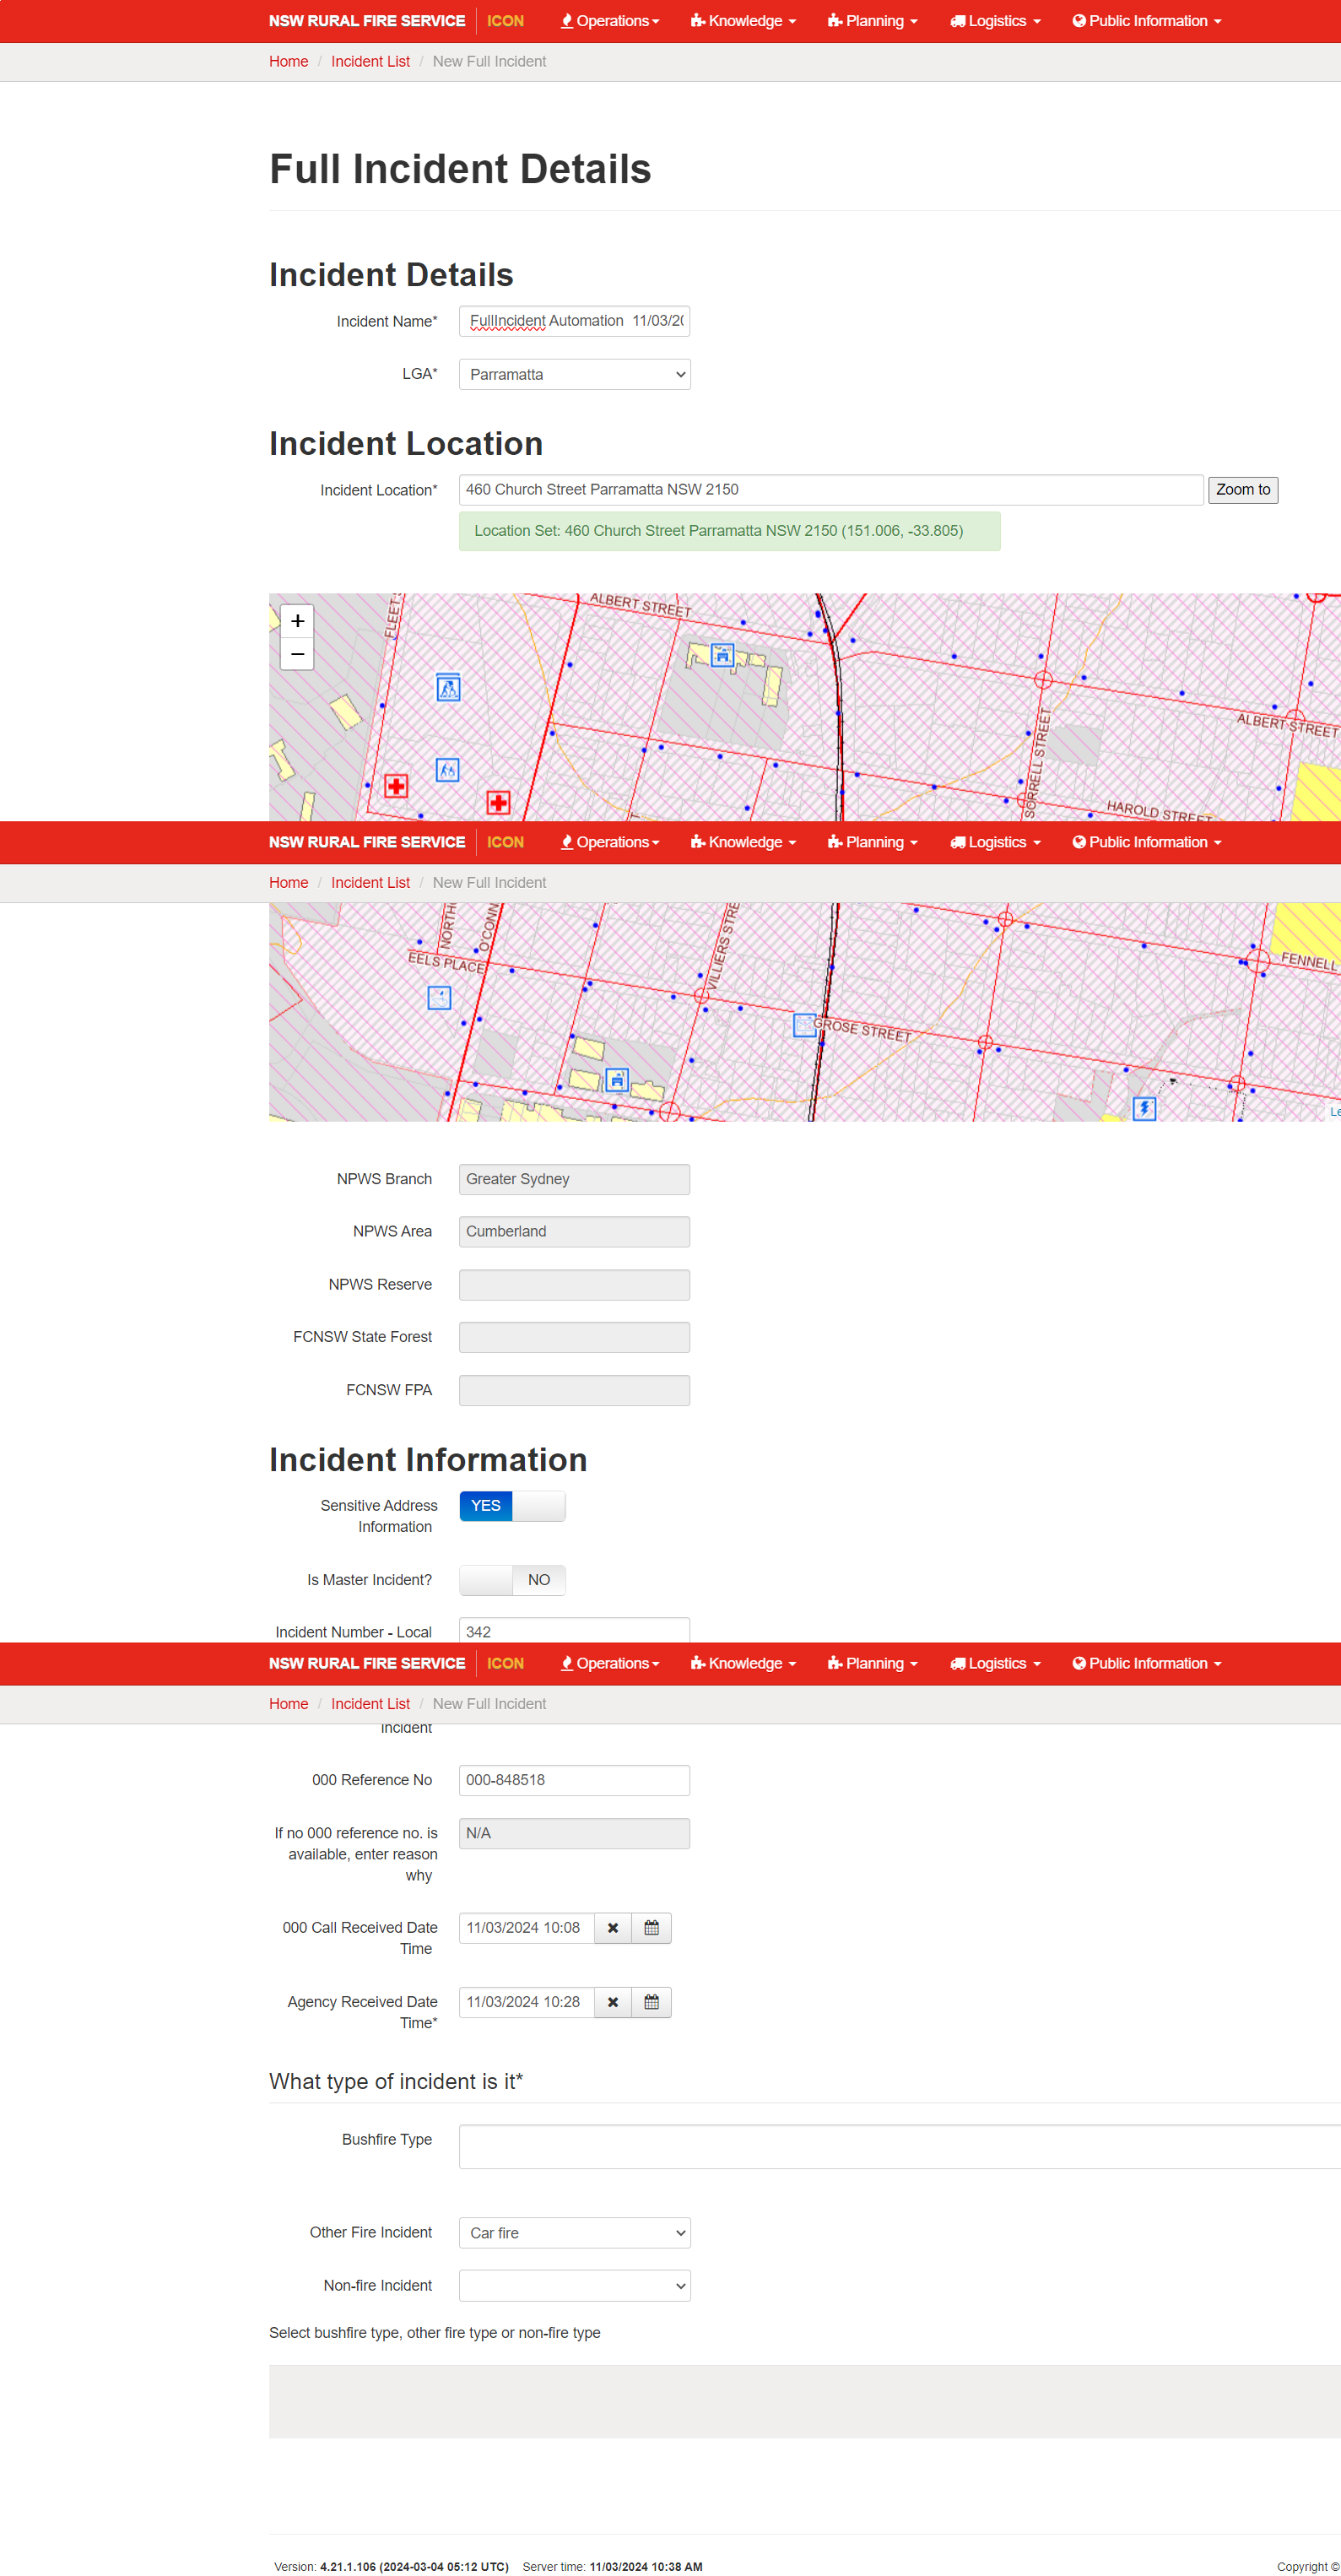 NSW RURAL FIRE SERVICE ICON Operations Knowledge Planning Logistics Public Information
Home / Incident List / New Full Incident
Full Incident Details
Incident Details
Incident Name* FullIncident Automation 11/03/20
LGA* Parramatta
Incident Location
Incident Location* 460 Church Street Parramatta NSW 2150 Zoom to
Location Set: 460 Church Street Parramatta NSW 2150 (151.006, -33.805)
ALBERT STREET
+
FLEET S
−
ALBERT STREET
SORRELL STREET
HAROLD STREET
NSW RURAL FIRE SERVICE ICON Operations Knowledge Planning Logistics Public Information
Home / Incident List / New Full Incident
NORTH
O'CONN
VILLIERS STRE
EELS PLACE
FENNELL
GROSE STREET
Le
NPWS Branch Greater Sydney
NPWS Area Cumberland
NPWS Reserve
FCNSW State Forest
FCNSW FPA
Incident Information
Sensitive Address YES
Information
Is Master Incident? NO
Incident Number - Local 342
NSW RURAL FIRE SERVICE ICON Operations Knowledge Planning Logistics Public Information
Home / Incident List / New Full Incident
Incident
000 Reference No 000-848518
If no 000 reference no. is N/A
available, enter reason
why
000 Call Received Date 11/03/2024 10:08
Time
Agency Received Date 11/03/2024 10:28
Time*
What type of incident is it*
Bushfire Type
Other Fire Incident Car fire
Non-fire Incident
Select bushfire type, other fire type or non-fire type
Version: 4.21.1.106 (2024-03-04 05:12 UTC) Server time: 11/03/2024 10:38 AM Copyright ©